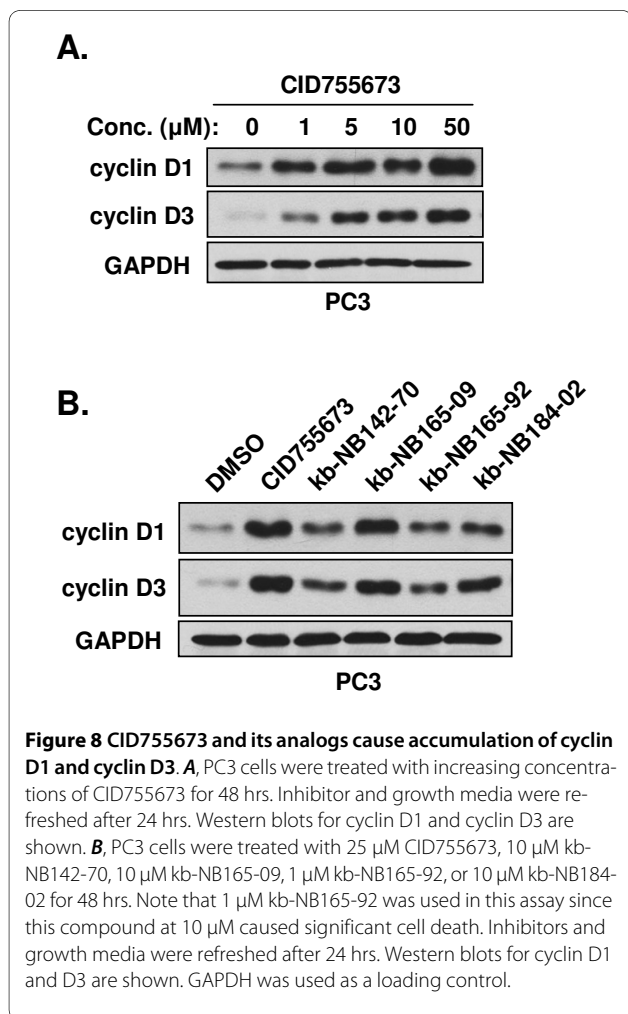 A.
CID755673
Conc. (µM): 0 1 5 10 50
cyclin D1
cyclin D3
GAPDH
PC3
B.
DMSO CID755673 kb-NB142-70 kb-NB165-09 kb-NB165-92 kb-NB184-02
cyclin D1
cyclin D3
GAPDH
PC3
Figure 8 CID755673 and its analogs cause accumulation of cyclin
D1 and cyclin D3. A, PC3 cells were treated with increasing concentra-
tions of CID755673 for 48 hrs. Inhibitor and growth media were re-
freshed after 24 hrs. Western blots for cyclin D1 and cyclin D3 are
shown. B, PC3 cells were treated with 25 µM CID755673, 10 µM kb-
NB142-70, 10 µM kb-NB165-09, 1 µM kb-NB165-92, or 10 µM kb-NB184-
02 for 48 hrs. Note that 1 µM kb-NB165-92 was used in this assay since
this compound at 10 µM caused significant cell death. Inhibitors and
growth media were refreshed after 24 hrs. Western blots for cyclin D1
and D3 are shown. GAPDH was used as a loading control.